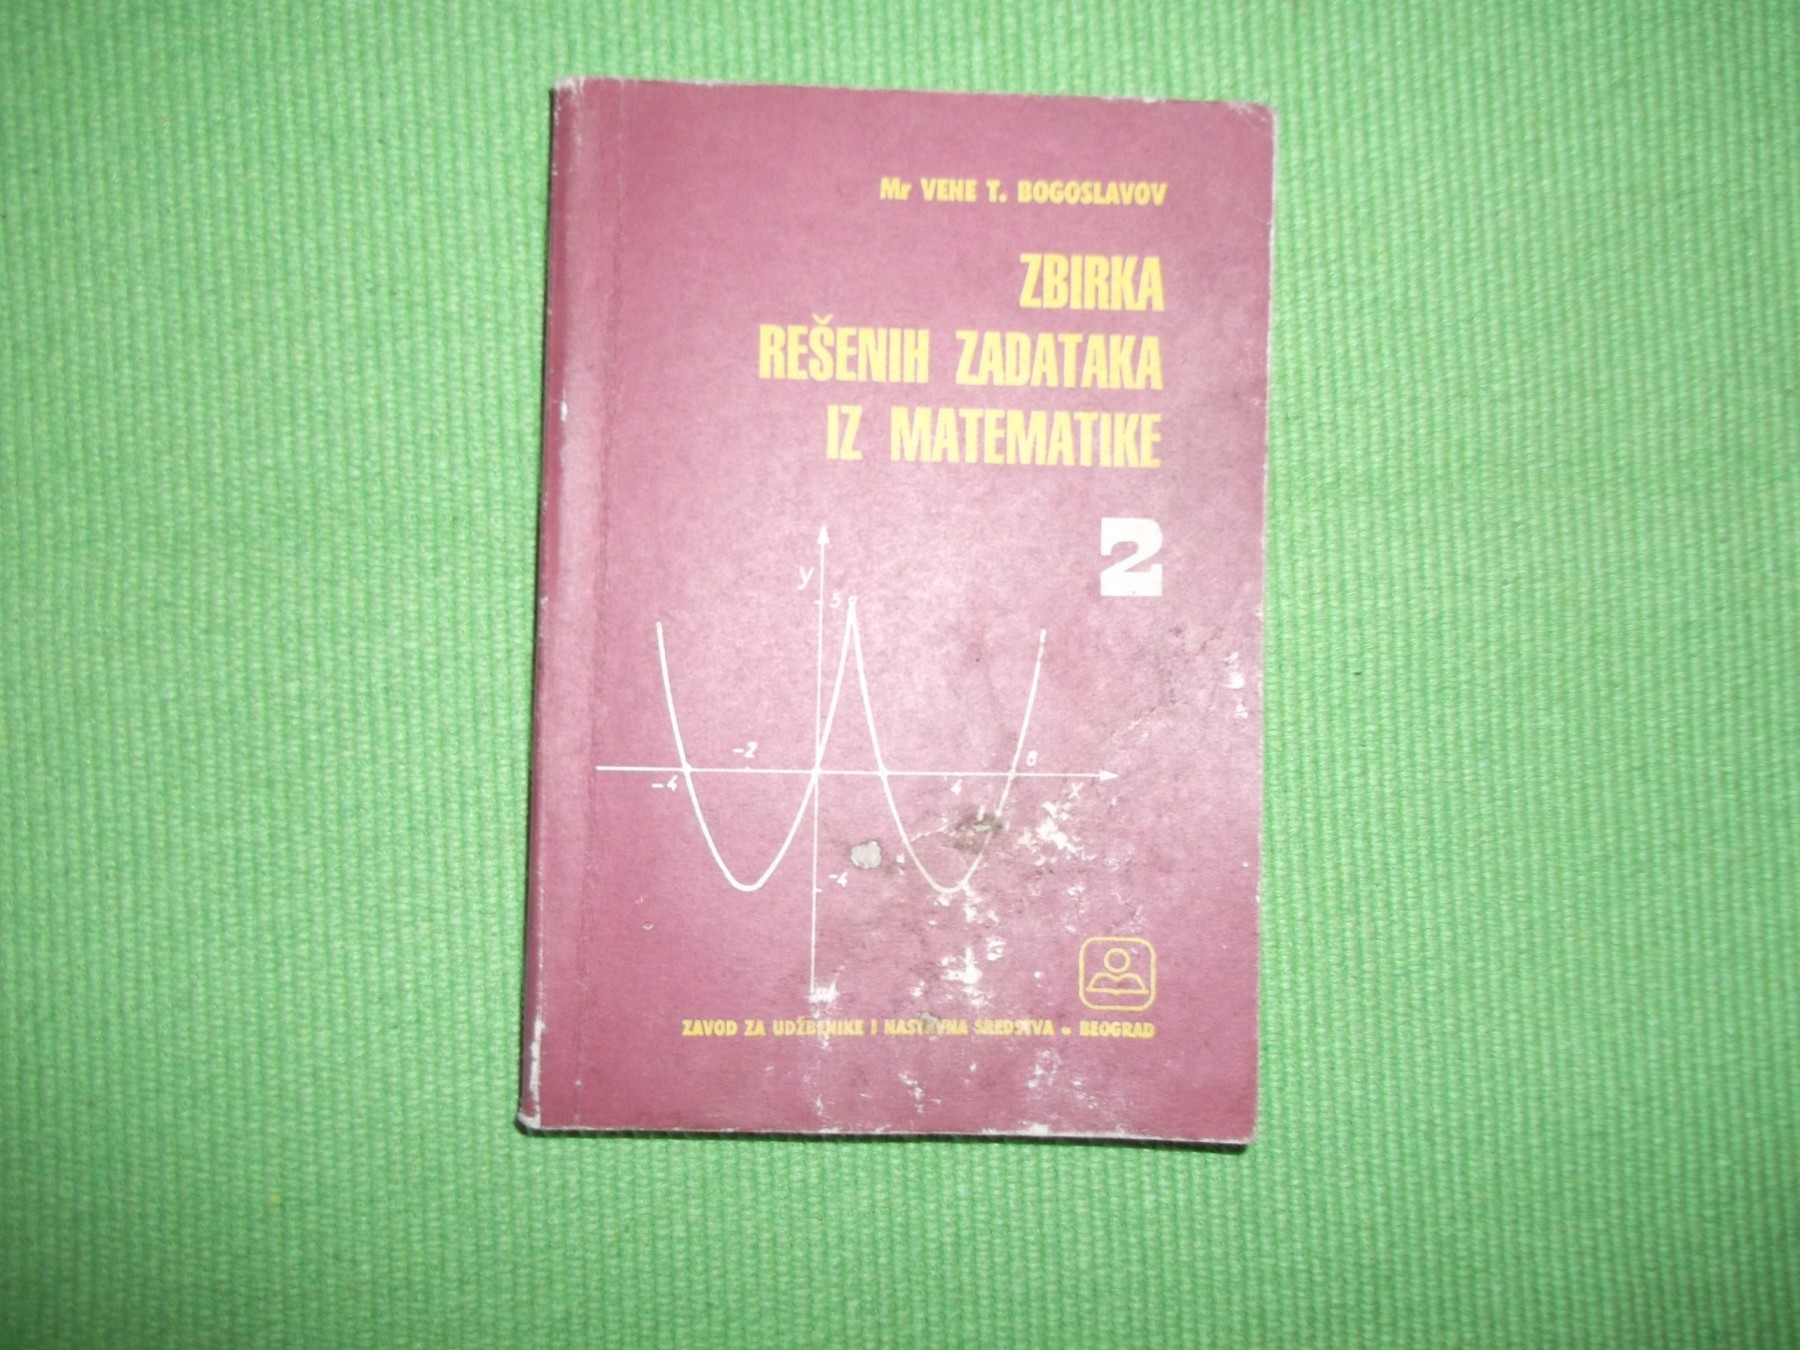 Mr VENE T. BOGOSLAVOV
ZBIRKA
REŠENIH ZADATAKA
IZ MATEMATIKE
2
y
5
-2
8
-4
4
x
-4
ZAVOD ZA UDŽBENIKE I NASTAVNA SREDSTVA - BEOGRAD